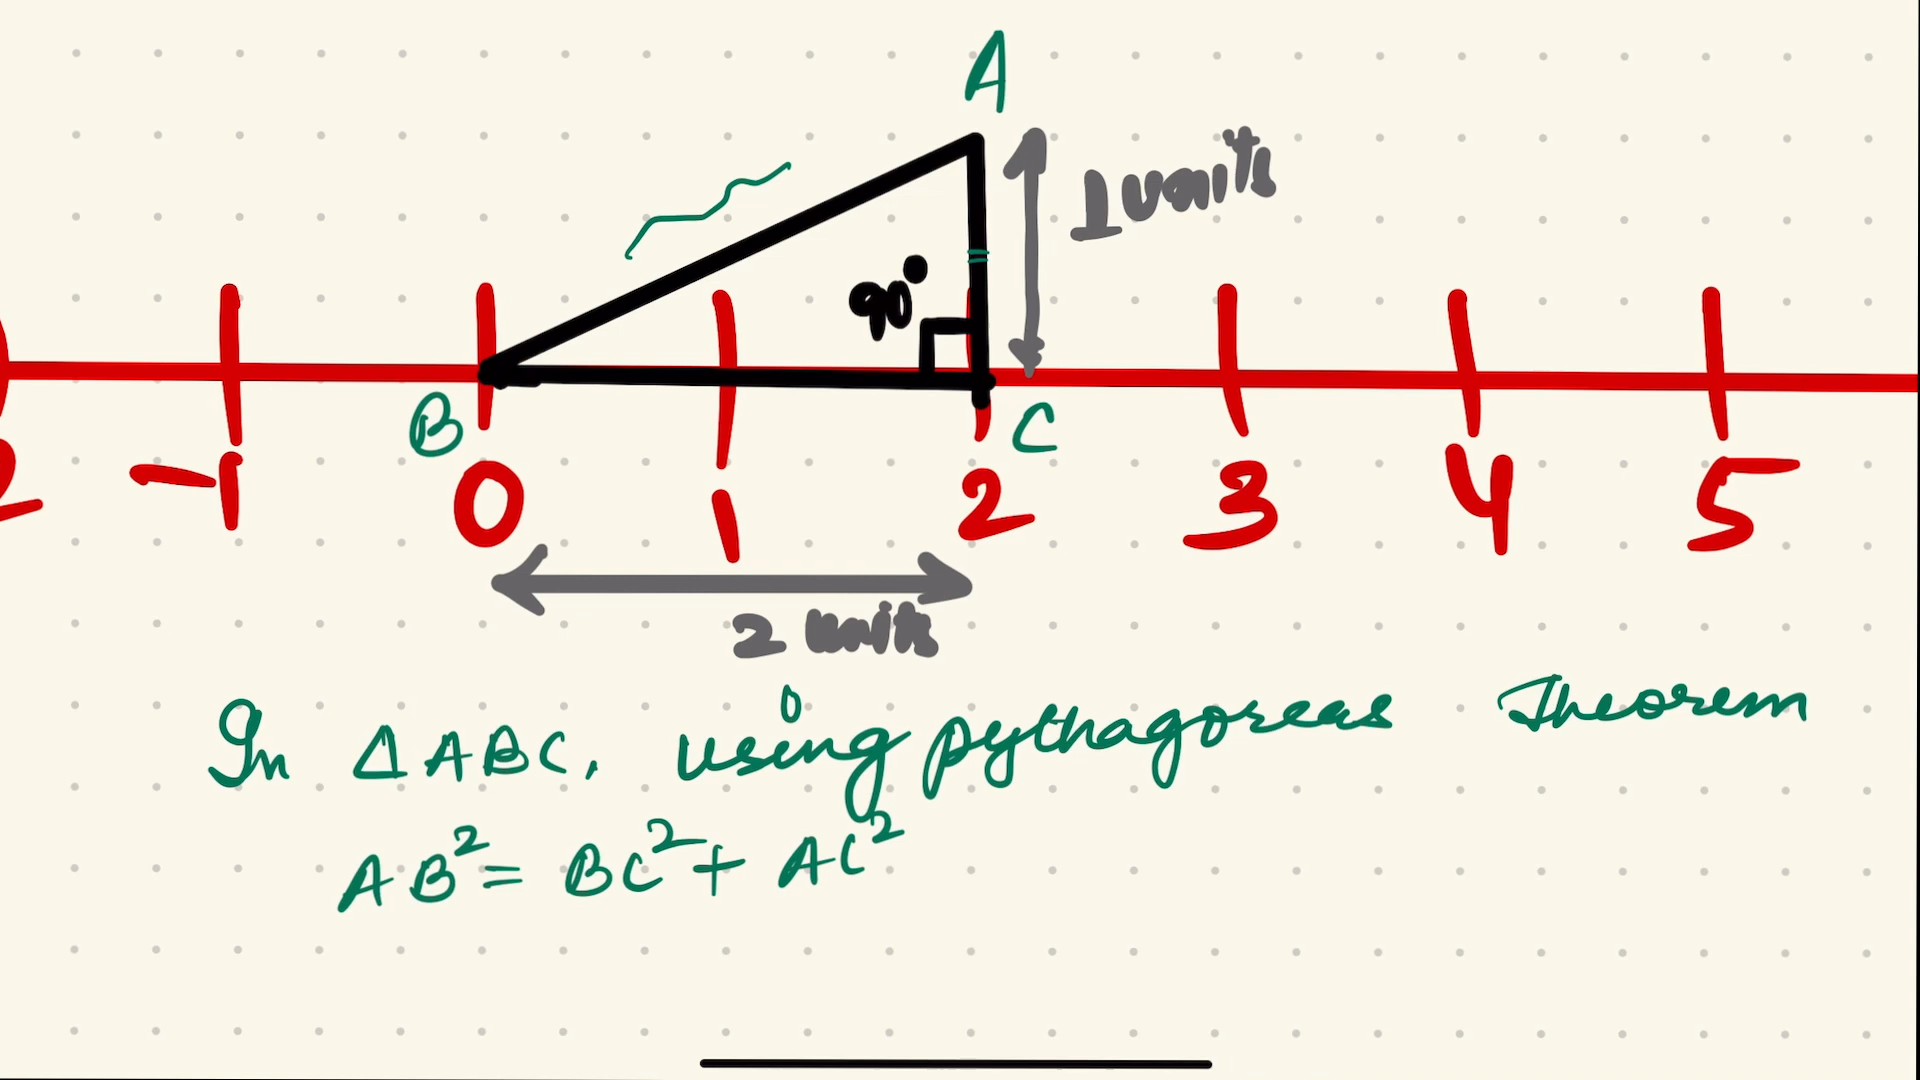 A
1 units
90°
B
C
2 -1 0 1 2 3 4 5
2 units
In ΔABC, using pythagoreas Theorem
AB² = BC² + AC²